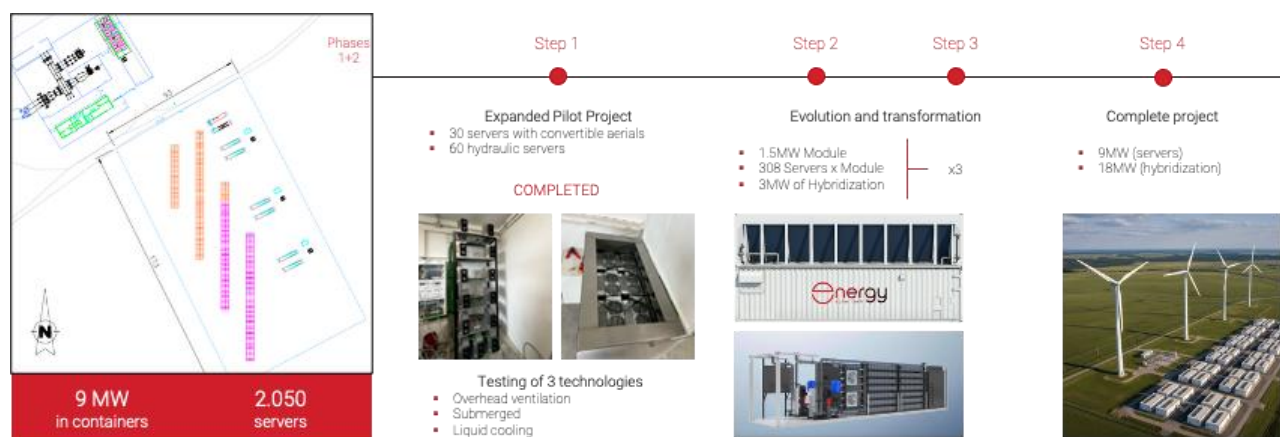 Phases
1+2
N
9 MW
in containers
2.050
servers
Step 1
Expanded Pilot Project
▪ 30 servers with convertible aerials
▪ 60 hydraulic servers
COMPLETED
Testing of 3 technologies
▪ Overhead ventilation
▪ Submerged
▪ Liquid cooling
Step 2
Step 3
Evolution and transformation
▪ 1.5MW Module
▪ 308 Servers x Module
▪ 3MW of Hybridization
x3
energy
Step 4
Complete project
▪ 9MW (servers)
▪ 18MW (hybridization)